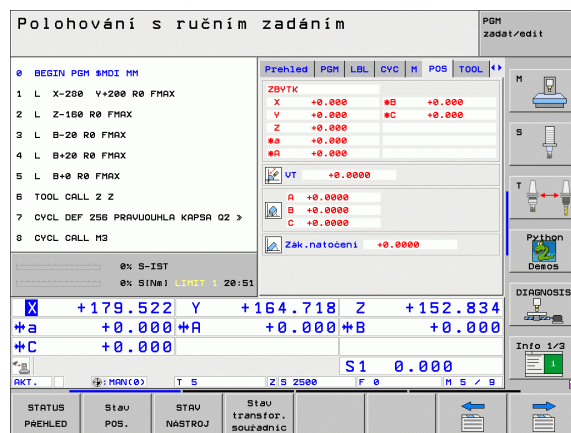 Polohování s ručním zadáním
PGM
zadat/edit
0 BEGIN PGM $MDI MM
1 L X-280 Y+200 R0 FMAX
2 L Z-160 R0 FMAX
3 L B-20 R0 FMAX
4 L B+20 R0 FMAX
5 L B+0 R0 FMAX
6 TOOL CALL 2 Z
7 CYCL DEF 256 PRAVUOUHLA KAPSA Q2 »
8 CYCL CALL M3
Prehled PGM LBL CYC M POS TOOL
ZBYTK
X +0.000 *B +0.000
Y +0.000 *C +0.000
Z +0.000
*a +0.000
*A +0.000
VT +0.0000
A +0.0000
B +0.0000
C +0.0000
Zák.natočení +0.0000
0% S-IST
0% S[Nm] LIMIT 1 20:51
X +179.522 Y +164.718 Z +152.834
*a +0.000 *A +0.000 *B +0.000
*C +0.000
S1 0.000
AKT. MAN(0) T 5 Z S 2500 F 0 M 5 / 9
M
S
T
Python
Demos
DIAGNOSIS
Info 1/3
STATUS
PŘEHLED
Stav
POS.
STAV
NÁSTROJ
Stav
transfor.
souřadnic